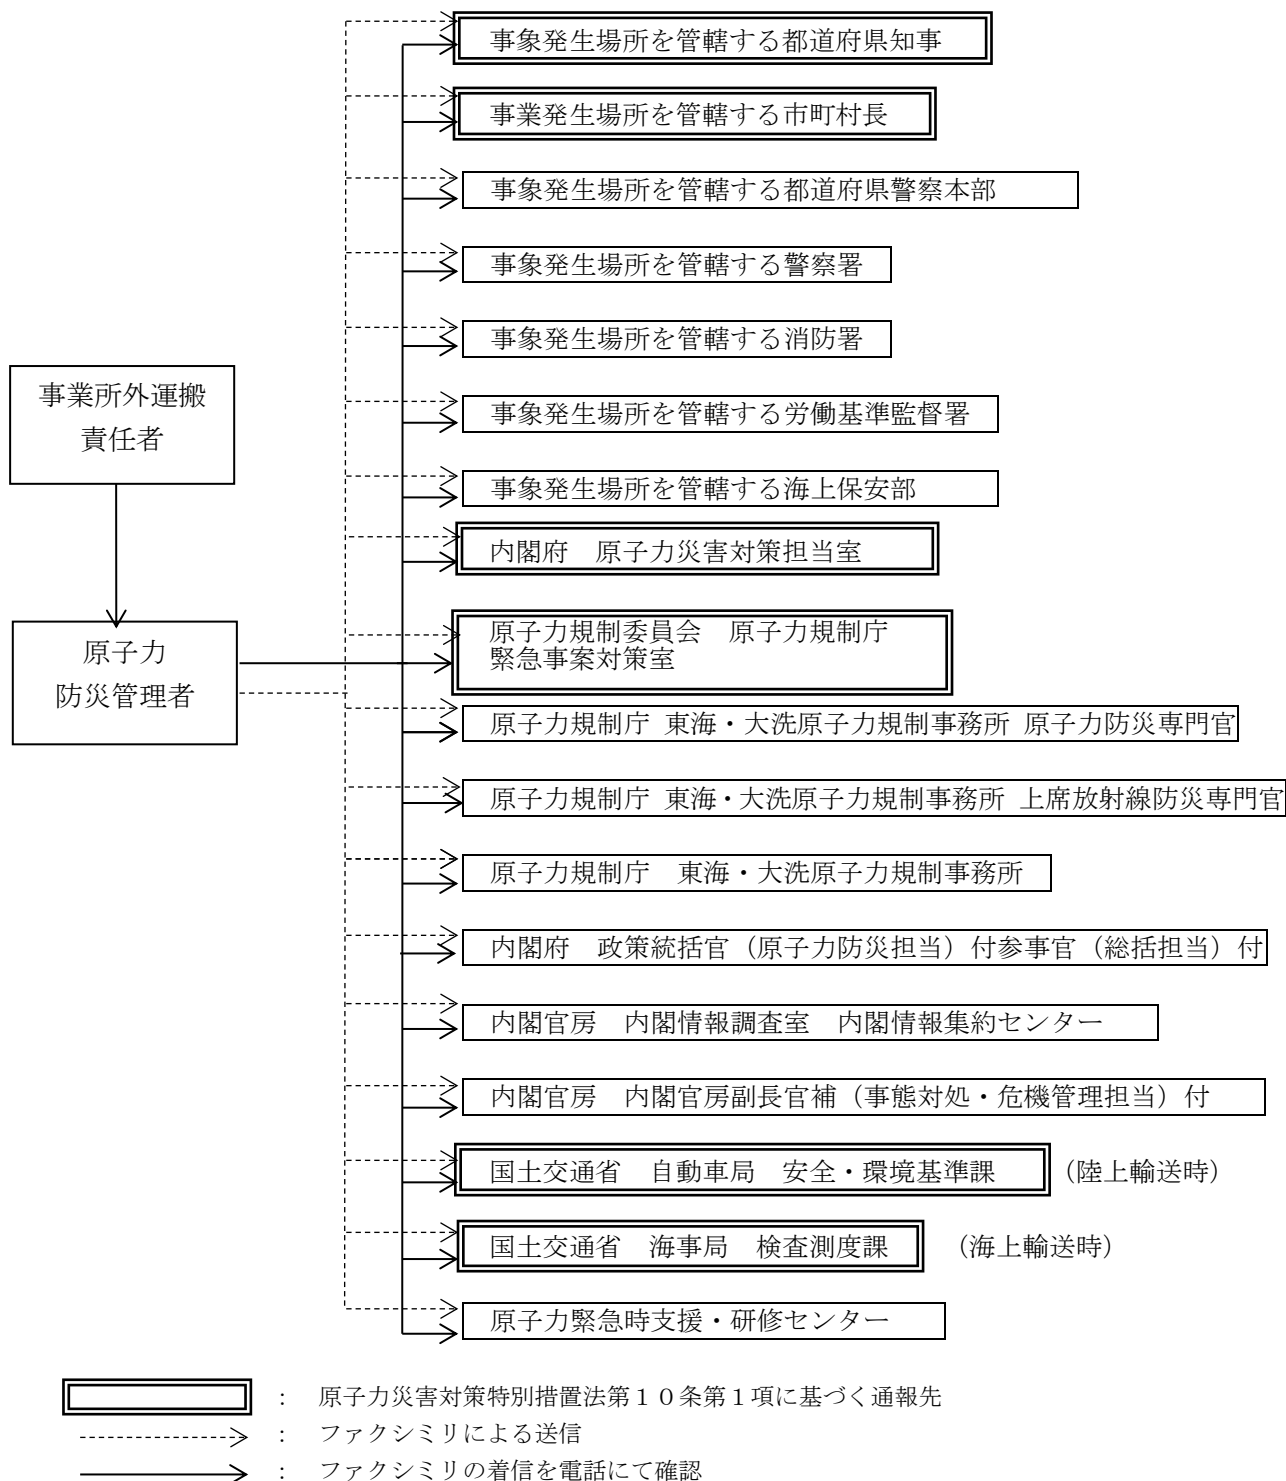 事象発生場所を管轄する都道府県知事
事業発生場所を管轄する市町村長
事象発生場所を管轄する都道府県警察本部
事象発生場所を管轄する警察署
事象発生場所を管轄する消防署
事業所外運搬
責任者
事象発生場所を管轄する労働基準監督署
事象発生場所を管轄する海上保安部
内閣府　原子力災害対策担当室
原子力
防災管理者
原子力規制委員会　原子力規制庁
緊急事案対策室
原子力規制庁 東海・大洗原子力規制事務所 原子力防災専門官
原子力規制庁 東海・大洗原子力規制事務所 上席放射線防災専門官
原子力規制庁　東海・大洗原子力規制事務所
内閣府　政策統括官（原子力防災担当）付参事官（総括担当）付
内閣官房　内閣情報調査室　内閣情報集約センター
内閣官房　内閣官房副長官補（事態対処・危機管理担当）付
国土交通省　自動車局　安全・環境基準課　（陸上輸送時）
国土交通省　海事局　検査測度課　（海上輸送時）
原子力緊急時支援・研修センター
：　原子力災害対策特別措置法第１０条第１項に基づく通報先
：　ファクシミリによる送信
：　ファクシミリの着信を電話にて確認